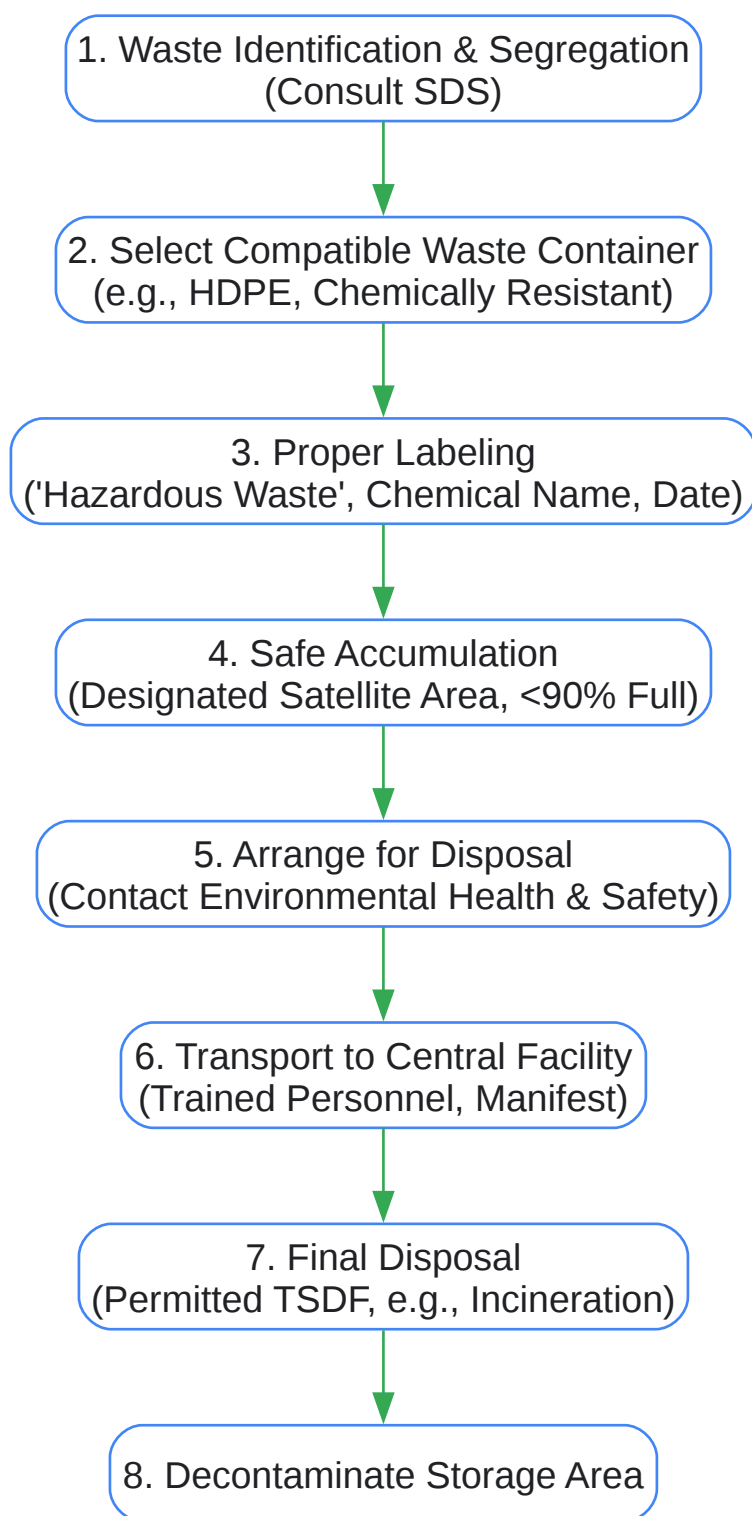 1. Waste Identification & Segregation
(Consult SDS)
2. Select Compatible Waste Container
(e.g., HDPE, Chemically Resistant)
3. Proper Labeling
('Hazardous Waste', Chemical Name, Date)
4. Safe Accumulation
(Designated Satellite Area, <90% Full)
5. Arrange for Disposal
(Contact Environmental Health & Safety)
6. Transport to Central Facility
(Trained Personnel, Manifest)
7. Final Disposal
(Permitted TSDF, e.g., Incineration)
8. Decontaminate Storage Area